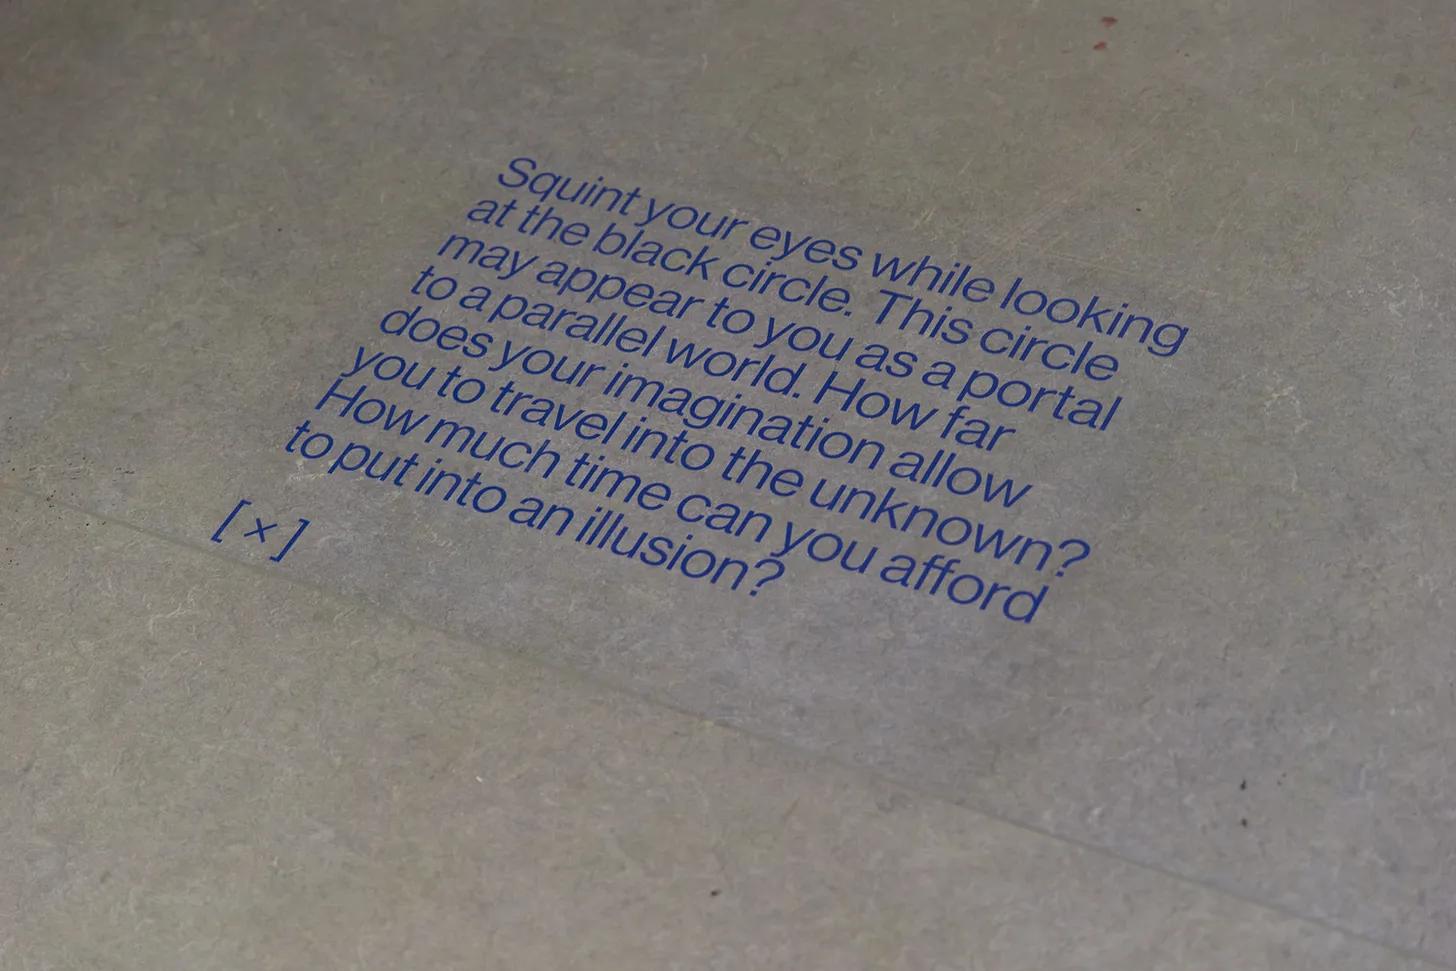 Squint your eyes while looking
at the black circle. This circle
may appear to you as a portal
to a parallel world. How far
does your imagination allow
you to travel into the unknown?
How much time can you afford
to put into an illusion?
[×]